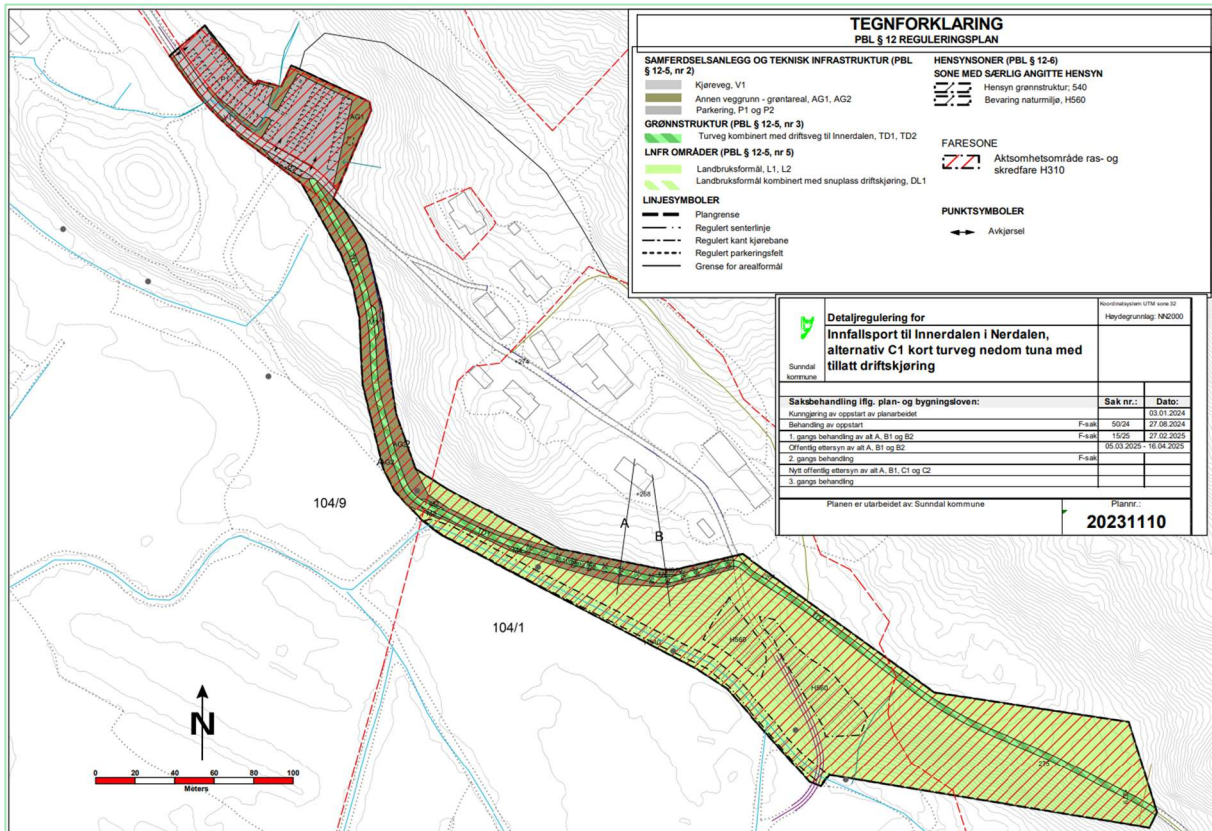 TEGNFORKLARING
PBL § 12 REGULERINGSPLAN
SAMFERDSELSANLEGG OG TEKNISK INFRASTRUKTUR (PBL
§ 12-5, nr 2)
Kjøreveg, V1
Annen veggrunn - grøntareal, AG1, AG2
Parkering, P1 og P2
GRØNNSTRUKTUR (PBL § 12-5, nr 3)
Turveg kombinert med driftsveg til Innerdalen, TD1, TD2
LNFR OMRÅDER (PBL § 12-5, nr 5)
Landbruksformål, L1, L2
Landbruksformål kombinert med snuplass driftskjøring, DL1
LINJESYMBOLER
Plangrense
Regulert senterlinje
Regulert kant kjørebane
Regulert parkeringsfelt
Grense for arealformål
HENSYNSONER (PBL § 12-6)
SONE MED SÆRLIG ANGITTE HENSYN
Hensyn grønnstruktur; 540
Bevaring naturmiljø, H560
FARESONE
Aktsomhetsområde ras- og
skredfare H310
PUNKTSYMBOLER
Avkjørsel
Koordinatsystem: UTM sone 32
Høydegrunnlag: NN2000
Sunndal
kommune
Detaljregulering for
Innfallsport til Innerdalen i Nerdalen,
alternativ C1 kort turveg nedom tuna med
tillatt driftskjøring
Saksbehandling iflg. plan- og bygningsloven: Sak nr.: Dato:
Kunngjøring av oppstart av planarbeidet 03.01.2024
Behandling av oppstart F-sak 50/24 27.08.2024
1. gangs behandling av alt A, B1 og B2 F-sak 15/25 27.02.2025
Offentlig ettersyn av alt A, B1 og B2 05.03.2025 - 16.04.2025
2. gangs behandling F-sak
Nytt offentlig ettersyn av alt A, B1, C1 og C2
3. gangs behandling
Planen er utarbeidet av: Sunndal kommune Plannr.:
20231110
AG1
AG2
104/9
+268
A
B
104/1
H560
H560
275
N
0 20 40 60 80 100
Meters